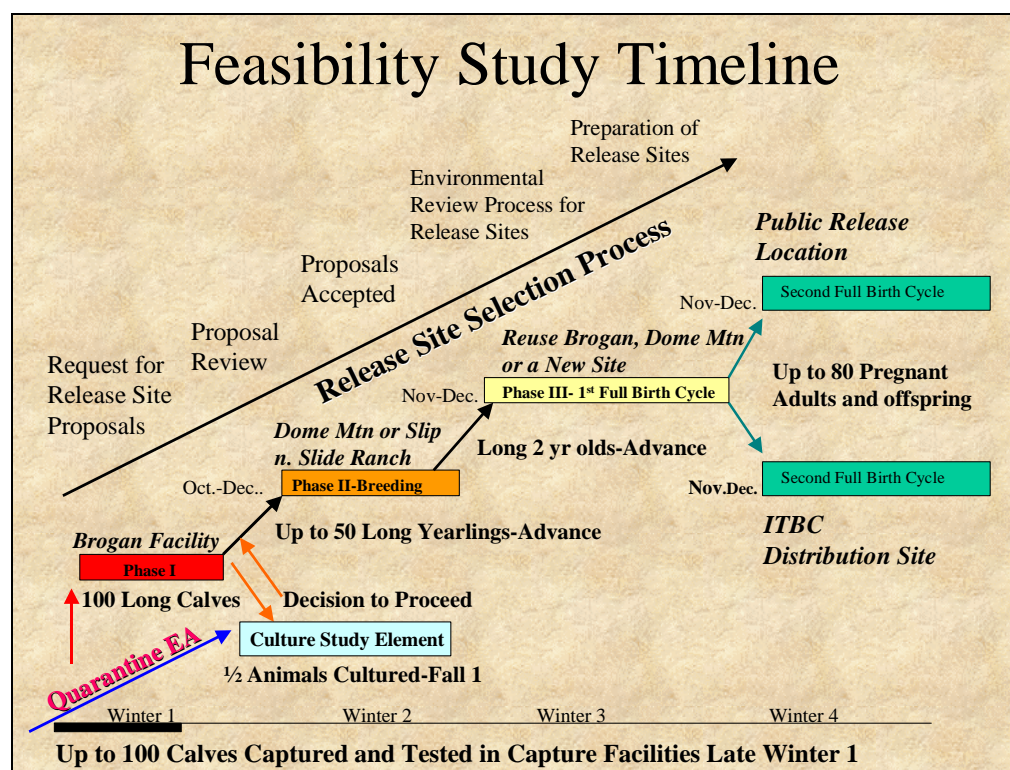 Feasibility Study Timeline
Preparation of
Release Sites
Environmental
Review Process for
Release Sites
Proposals
Accepted
Proposal
Review
Request for
Release Site
Proposals
Release Site Selection Process
Public Release
Location
Nov-Dec.
Second Full Birth Cycle
Reuse Brogan, Dome Mtn
or a New Site
Nov-Dec.
Phase III- 1st Full Birth Cycle
Up to 80 Pregnant
Adults and offspring
Dome Mtn or Slip
n. Slide Ranch
Long 2 yr olds-Advance
Oct.-Dec..
Phase II-Breeding
Nov.Dec.
Second Full Birth Cycle
Up to 50 Long Yearlings-Advance
ITBC
Distribution Site
Brogan Facility
Phase I
100 Long Calves
Decision to Proceed
Quarantine EA
Culture Study Element
½ Animals Cultured-Fall 1
Winter 1
Winter 2
Winter 3
Winter 4
Up to 100 Calves Captured and Tested in Capture Facilities Late Winter 1